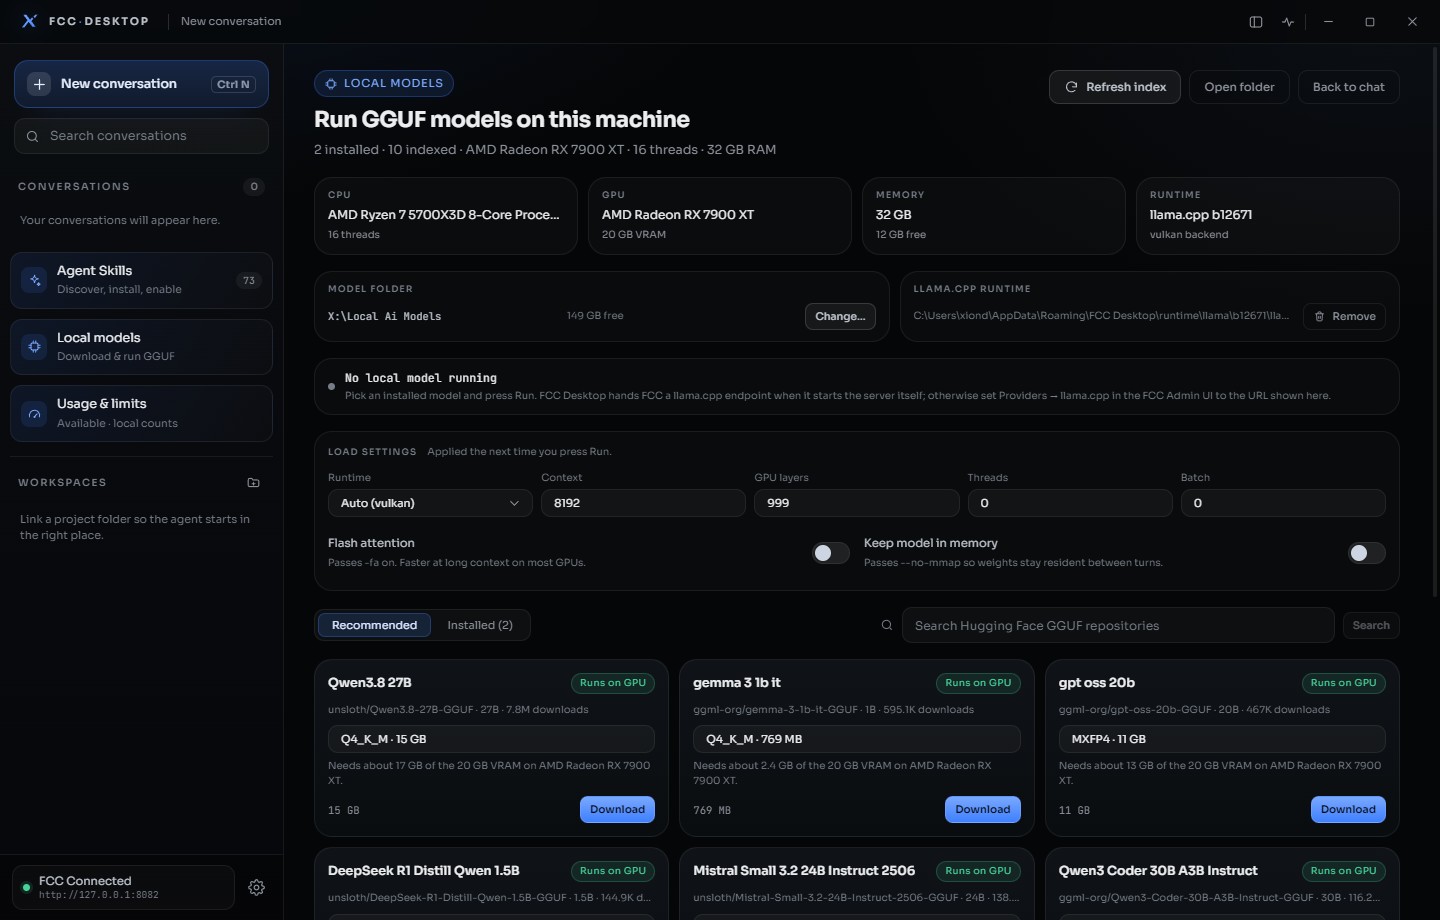 FCC·DESKTOP
New conversation
New conversation
Ctrl N
Search conversations
CONVERSATIONS
0
Your conversations will appear here.
Agent Skills
Discover, install, enable
73
Local models
Download & run GGUF
Usage & limits
Available · local counts
WORKSPACES
Link a project folder so the agent starts in
the right place.
FCC Connected
http://127.0.0.1:8082
LOCAL MODELS
Refresh index
Open folder
Back to chat
Run GGUF models on this machine
2 installed · 10 indexed · AMD Radeon RX 7900 XT · 16 threads · 32 GB RAM
CPU
AMD Ryzen 7 5700X3D 8-Core Proce...
16 threads
GPU
AMD Radeon RX 7900 XT
20 GB VRAM
MEMORY
32 GB
12 GB free
RUNTIME
llama.cpp b12671
vulkan backend
MODEL FOLDER
X:\Local Ai Models
149 GB free
Change...
LLAMA.CPP RUNTIME
C:\Users\xiond\AppData\Roaming\FCC Desktop\runtime\llama\b12671\lla...
Remove
No local model running
Pick an installed model and press Run. FCC Desktop hands FCC a llama.cpp endpoint when it starts the server itself; otherwise set Providers → llama.cpp in the FCC Admin UI to the URL shown here.
LOAD SETTINGS
Applied the next time you press Run.
Runtime
Auto (vulkan)
Context
8192
GPU layers
999
Threads
0
Batch
0
Flash attention
Passes -fa on. Faster at long context on most GPUs.
Keep model in memory
Passes --no-mmap so weights stay resident between turns.
Recommended
Installed (2)
Search Hugging Face GGUF repositories
Search
Qwen3.8 27B
Runs on GPU
unsloth/Qwen3.8-27B-GGUF · 27B · 7.8M downloads
Q4_K_M · 15 GB
Needs about 17 GB of the 20 GB VRAM on AMD Radeon RX 7900
XT.
15 GB
Download
gemma 3 1b it
Runs on GPU
ggml-org/gemma-3-1b-it-GGUF · 1B · 595.1K downloads
Q4_K_M · 769 MB
Needs about 2.4 GB of the 20 GB VRAM on AMD Radeon RX
7900 XT.
769 MB
Download
gpt oss 20b
Runs on GPU
ggml-org/gpt-oss-20b-GGUF · 20B · 467K downloads
MXFP4 · 11 GB
Needs about 13 GB of the 20 GB VRAM on AMD Radeon RX 7900
XT.
11 GB
Download
DeepSeek R1 Distill Qwen 1.5B
Runs on GPU
unsloth/DeepSeek-R1-Distill-Qwen-1.5B-GGUF · 1.5B · 144.9K d...
Mistral Small 3.2 24B Instruct 2506
Runs on GPU
unsloth/Mistral-Small-3.2-24B-Instruct-2506-GGUF · 24B · 138....
Qwen3 Coder 30B A3B Instruct
Runs on GPU
ggml-org/Qwen3-Coder-30B-A3B-Instruct-GGUF · 30B · 116.2...